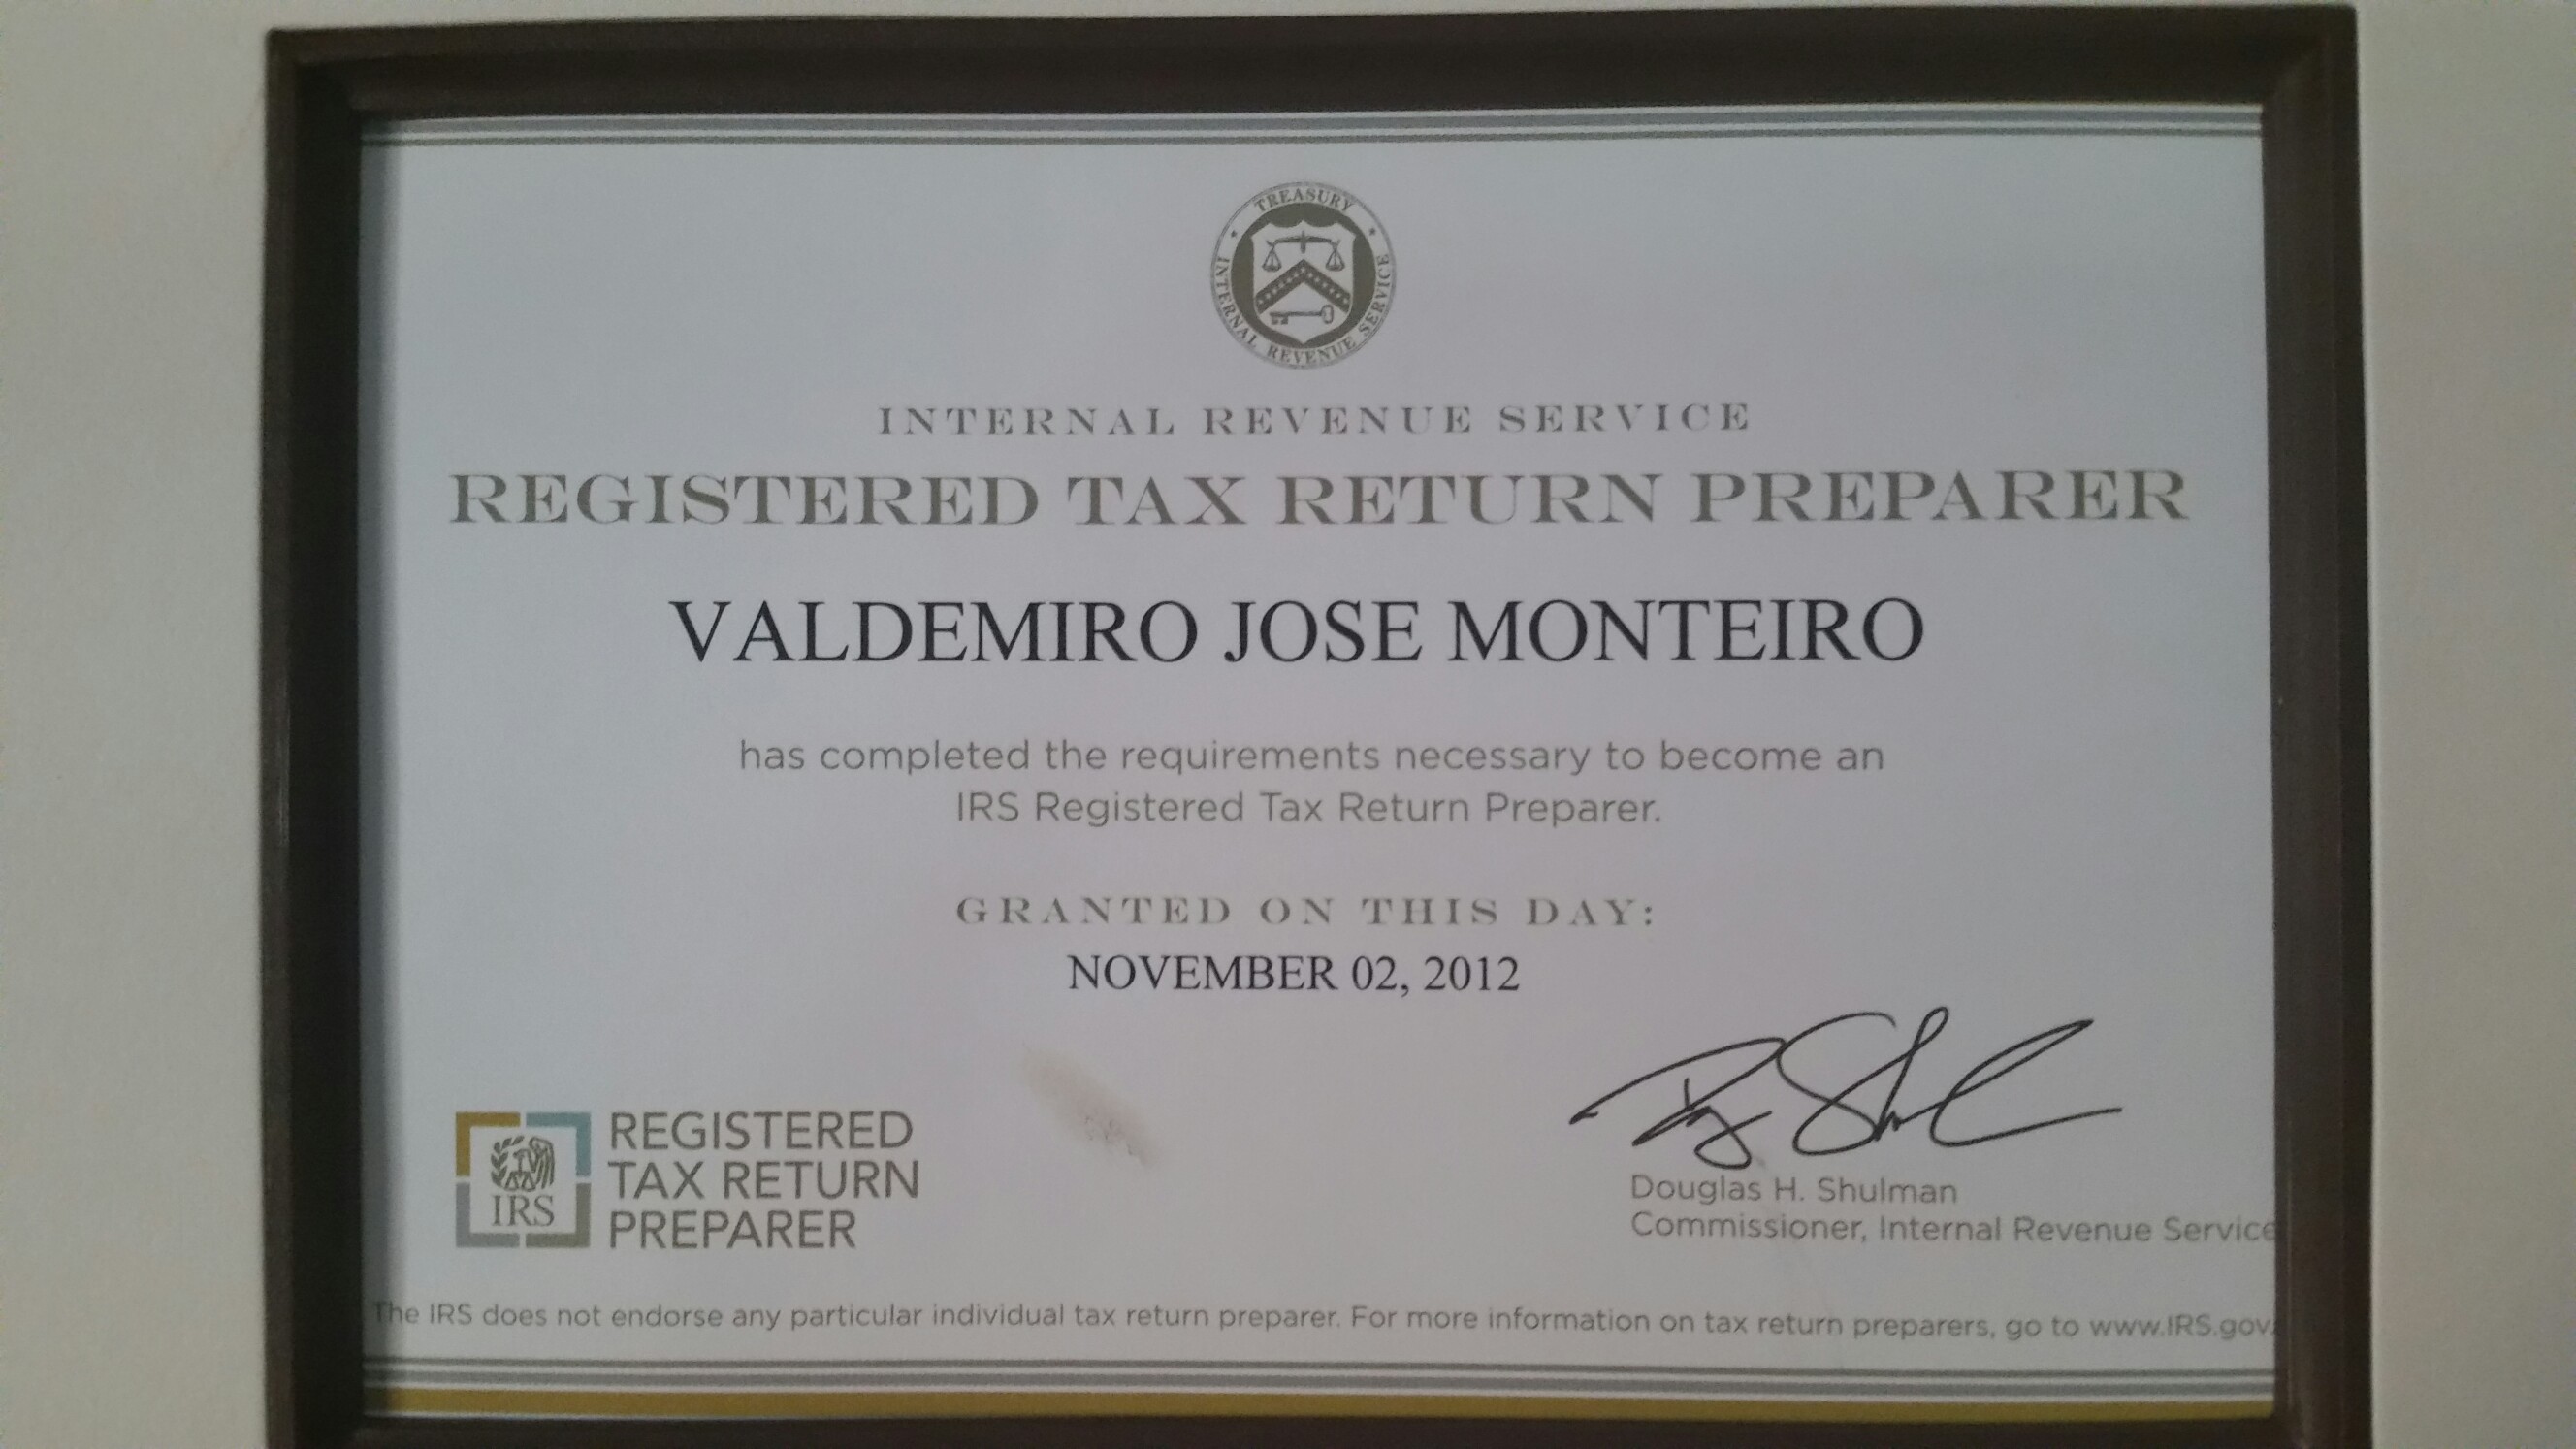 TREASURY
INTERNAL REVENUE SERVICE
INTERNAL REVENUE SERVICE
REGISTERED TAX RETURN PREPARER
VALDEMIRO JOSE MONTEIRO
has completed the requirements necessary to become an
IRS Registered Tax Return Preparer.
GRANTED ON THIS DAY:
NOVEMBER 02, 2012
IRS
REGISTERED
TAX RETURN
PREPARER
Douglas H. Shulman
Commissioner, Internal Revenue Service
The IRS does not endorse any particular individual tax return preparer. For more information on tax return preparers, go to www.IRS.gov.